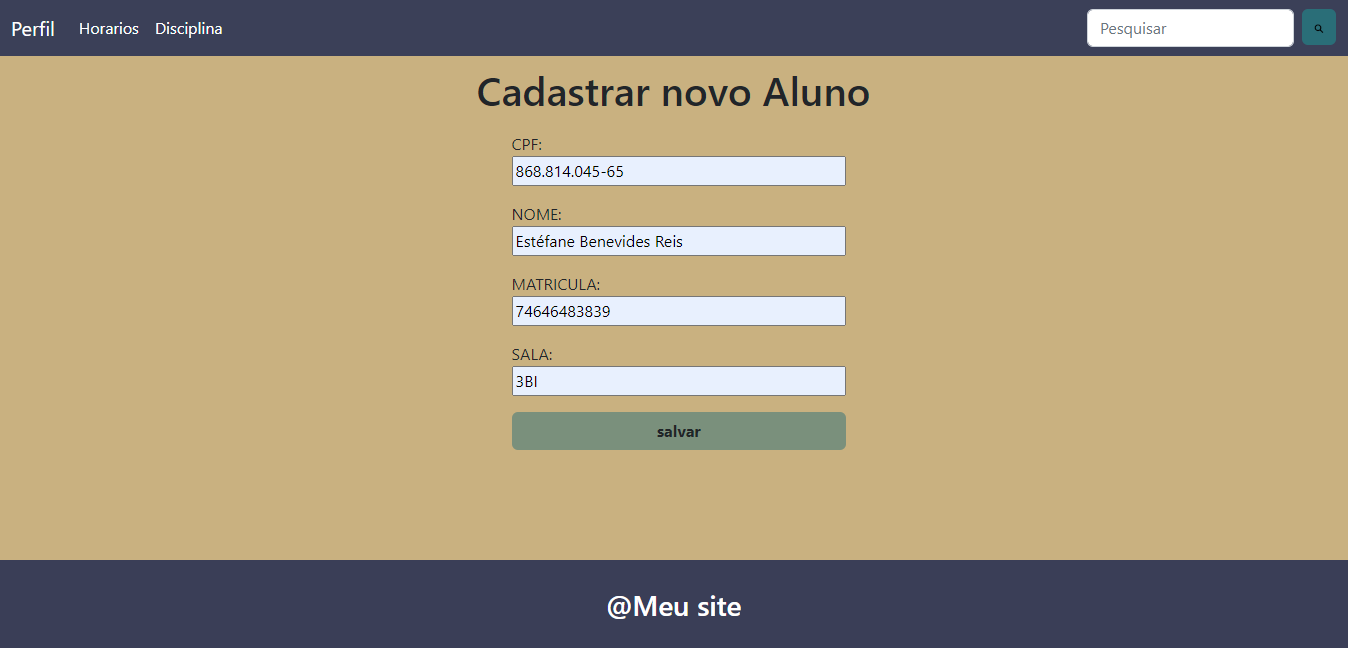 Perfil Horarios Disciplina Pesquisar
Cadastrar novo Aluno
CPF:
868.814.045-65
NOME:
Estéfane Benevides Reis
MATRICULA:
74646483839
SALA:
3BI
salvar
@Meu site